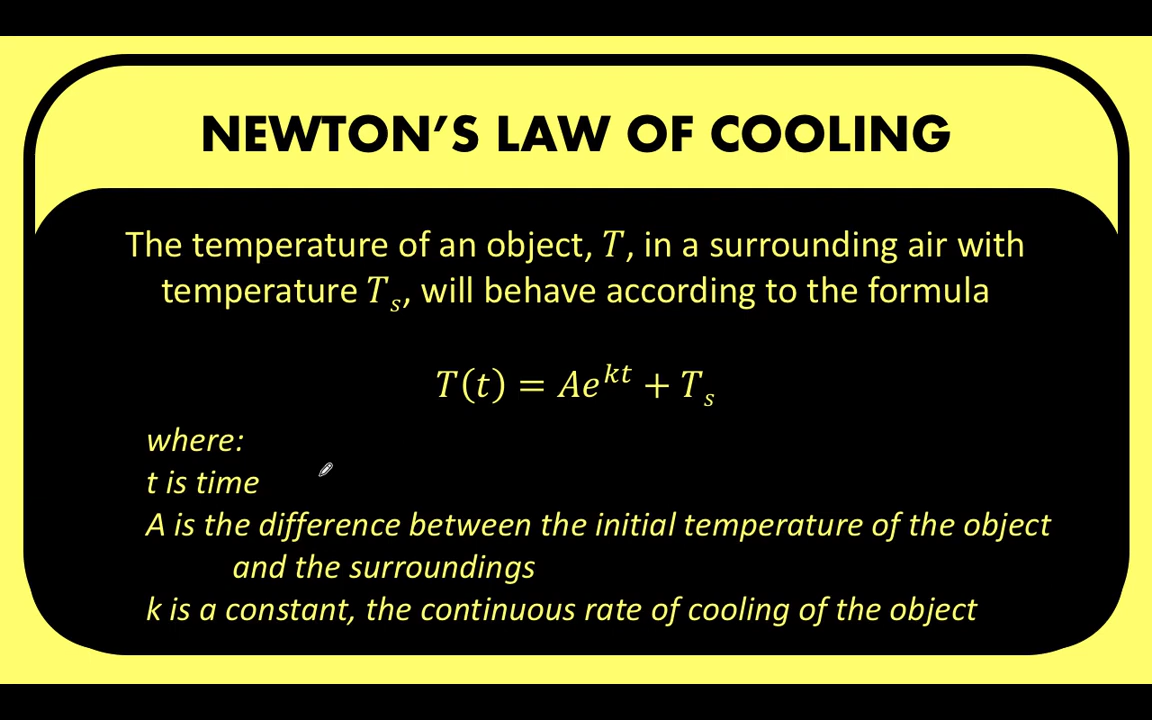 NEWTON’S LAW OF COOLING
The temperature of an object, T, in a surrounding air with
temperature Tₛ, will behave according to the formula
T(t) = Ae^{kt} + Tₛ
where:
t is time
A is the difference between the initial temperature of the object
and the surroundings
k is a constant, the continuous rate of cooling of the object